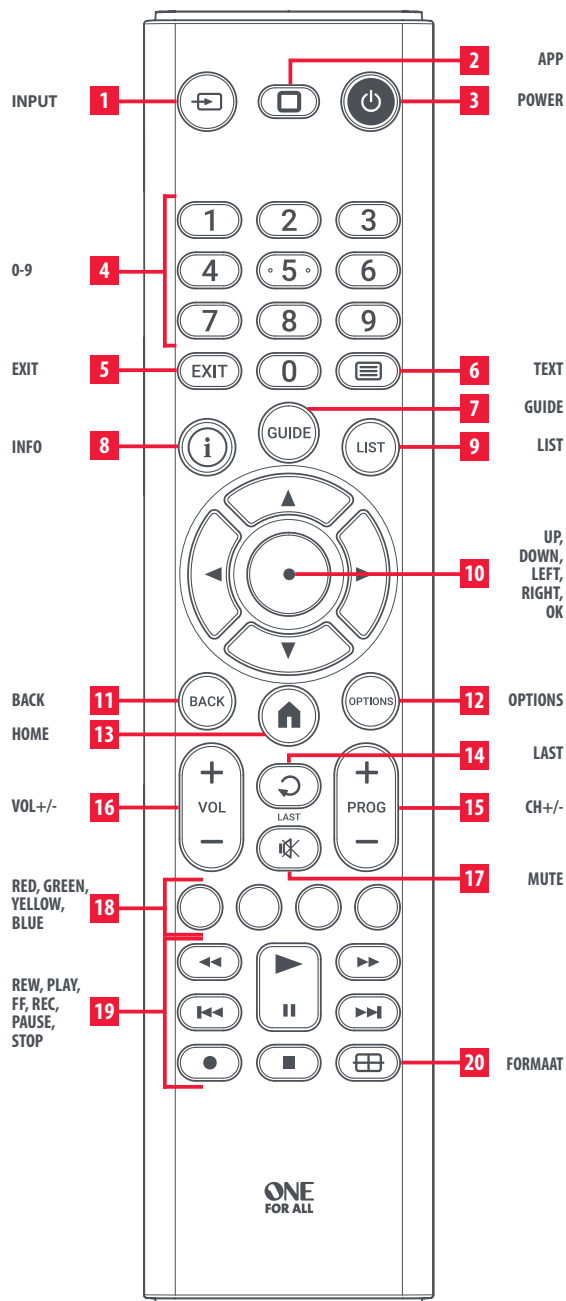 2 APP
INPUT 1
3 POWER
1 2 3
0-9 4
4 5 6
7 8 9
EXIT 5
EXIT 0
6 TEXT
7 GUIDE
INFO 8
i GUIDE LIST
9 LIST
10
UP,
DOWN,
LEFT,
RIGHT,
OK
BACK 11
BACK OPTIONS
12 OPTIONS
HOME 13
14 LAST
VOL+/- 16
+ VOL −
LAST
+ PROG −
15 CH+/-
17 MUTE
RED, GREEN,
YELLOW,
BLUE
18
REW, PLAY,
FF, REC,
PAUSE,
STOP
19
20 FORMAAT
ONE
FOR ALL